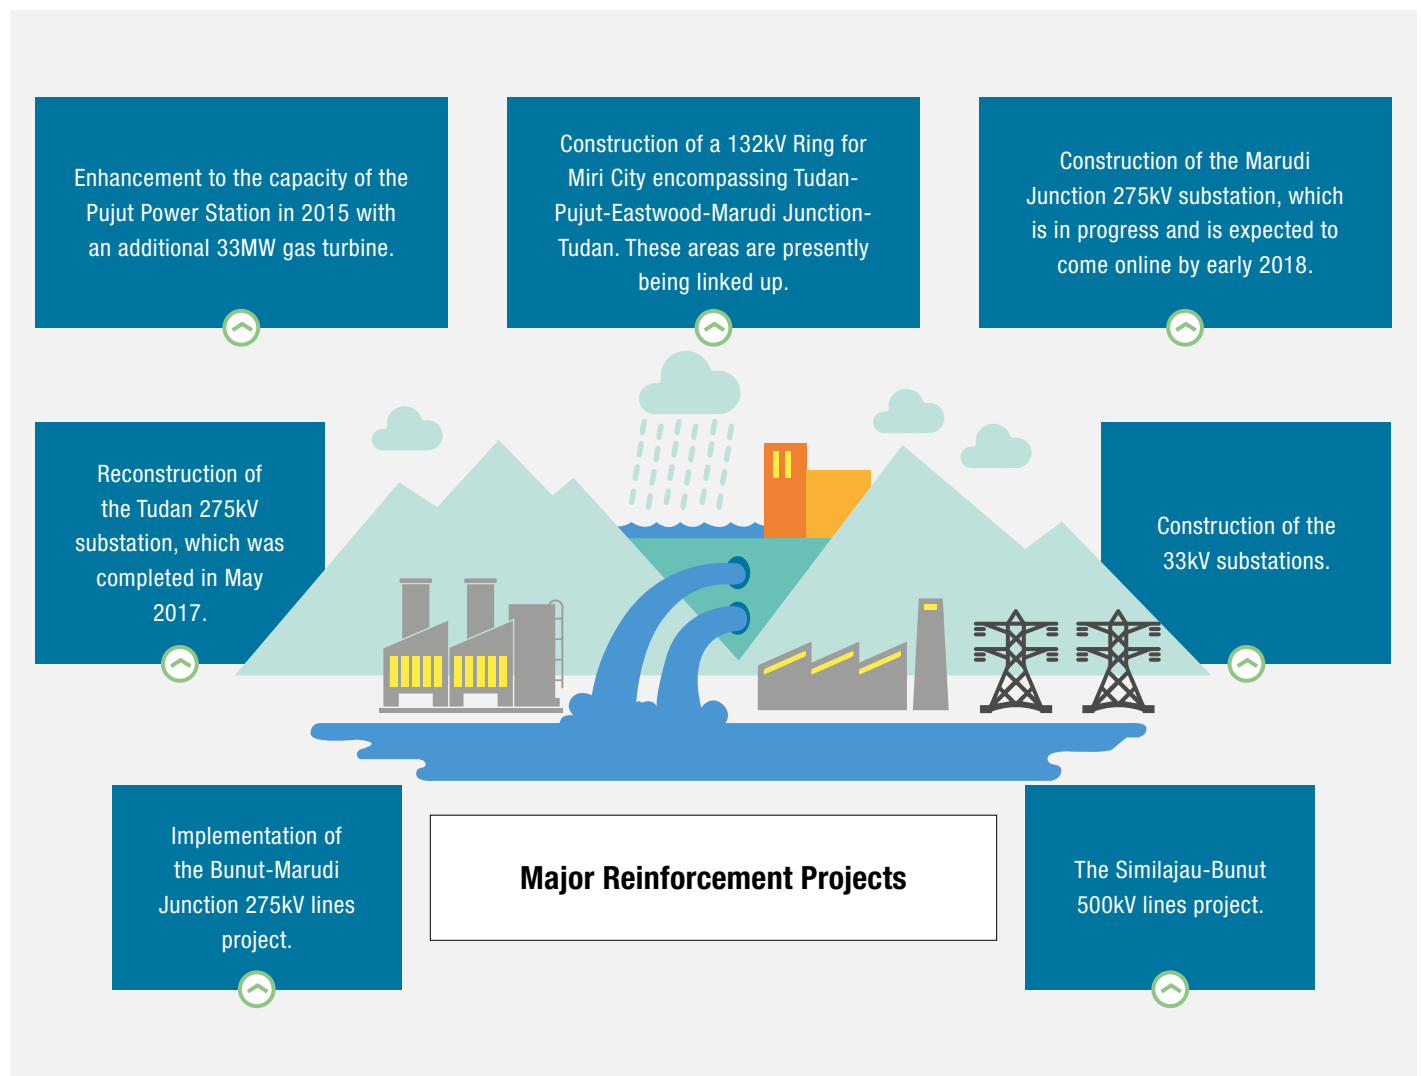 Enhancement to the capacity of the
Pujut Power Station in 2015 with
an additional 33MW gas turbine.
Construction of a 132kV Ring for
Miri City encompassing Tudan-
Pujut-Eastwood-Marudi Junction-
Tudan. These areas are presently
being linked up.
Construction of the Marudi
Junction 275kV substation, which
is in progress and is expected to
come online by early 2018.
Reconstruction of
the Tudan 275kV
substation, which was
completed in May
2017.
Construction of the
33kV substations.
Implementation of
the Bunut-Marudi
Junction 275kV lines
project.
Major Reinforcement Projects
The Similajau-Bunut
500kV lines project.